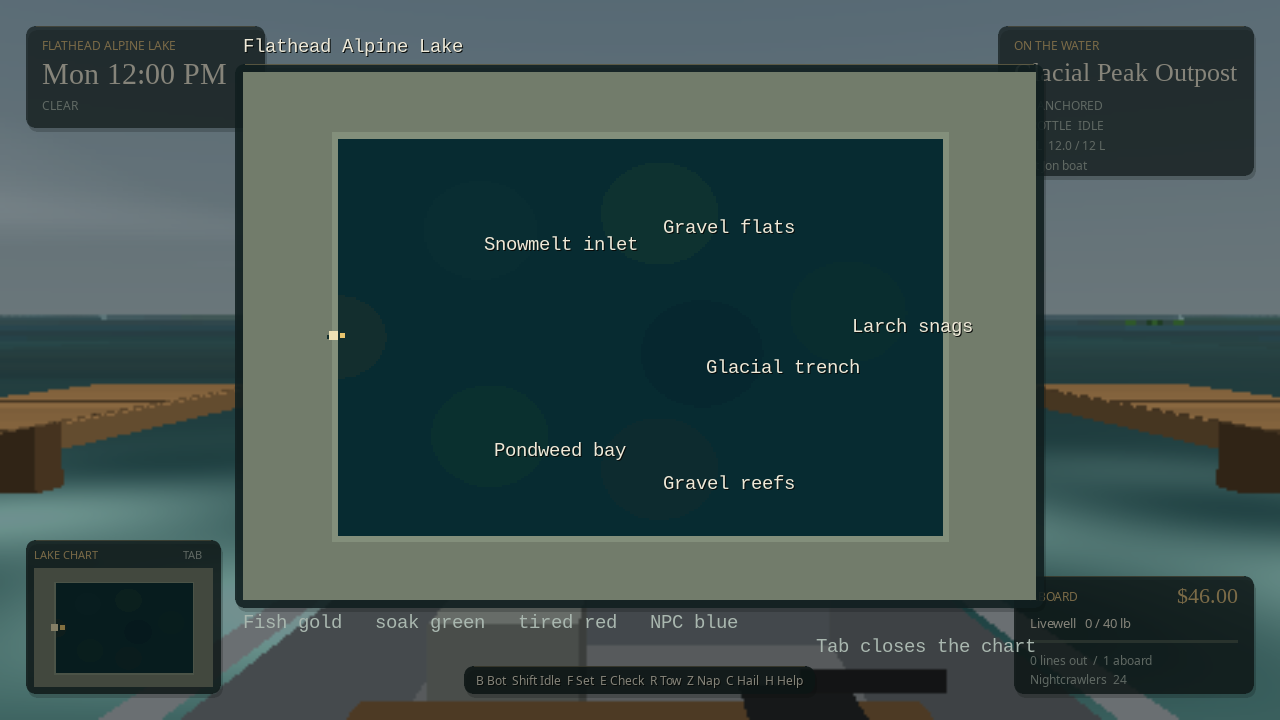 FLATHEAD ALPINE LAKE
Mon 12:00 PM
CLEAR
Flathead Alpine Lake
ON THE WATER
Glacial Peak Outpost
NCHORED
TTLE IDLE
12.0 / 12 L
on boat
Gravel flats
Snowmelt inlet
Larch snags
Glacial trench
Pondweed bay
Gravel reefs
LAKE CHART TAB
Fish gold soak green tired red NPC blue
Tab closes the chart
B Bot Shift Idle F Set E Check R Tow Z Nap C Hail H Help
BOARD $46.00
Livewell 0 / 40 lb
0 lines out / 1 aboard
Nightcrawlers 24